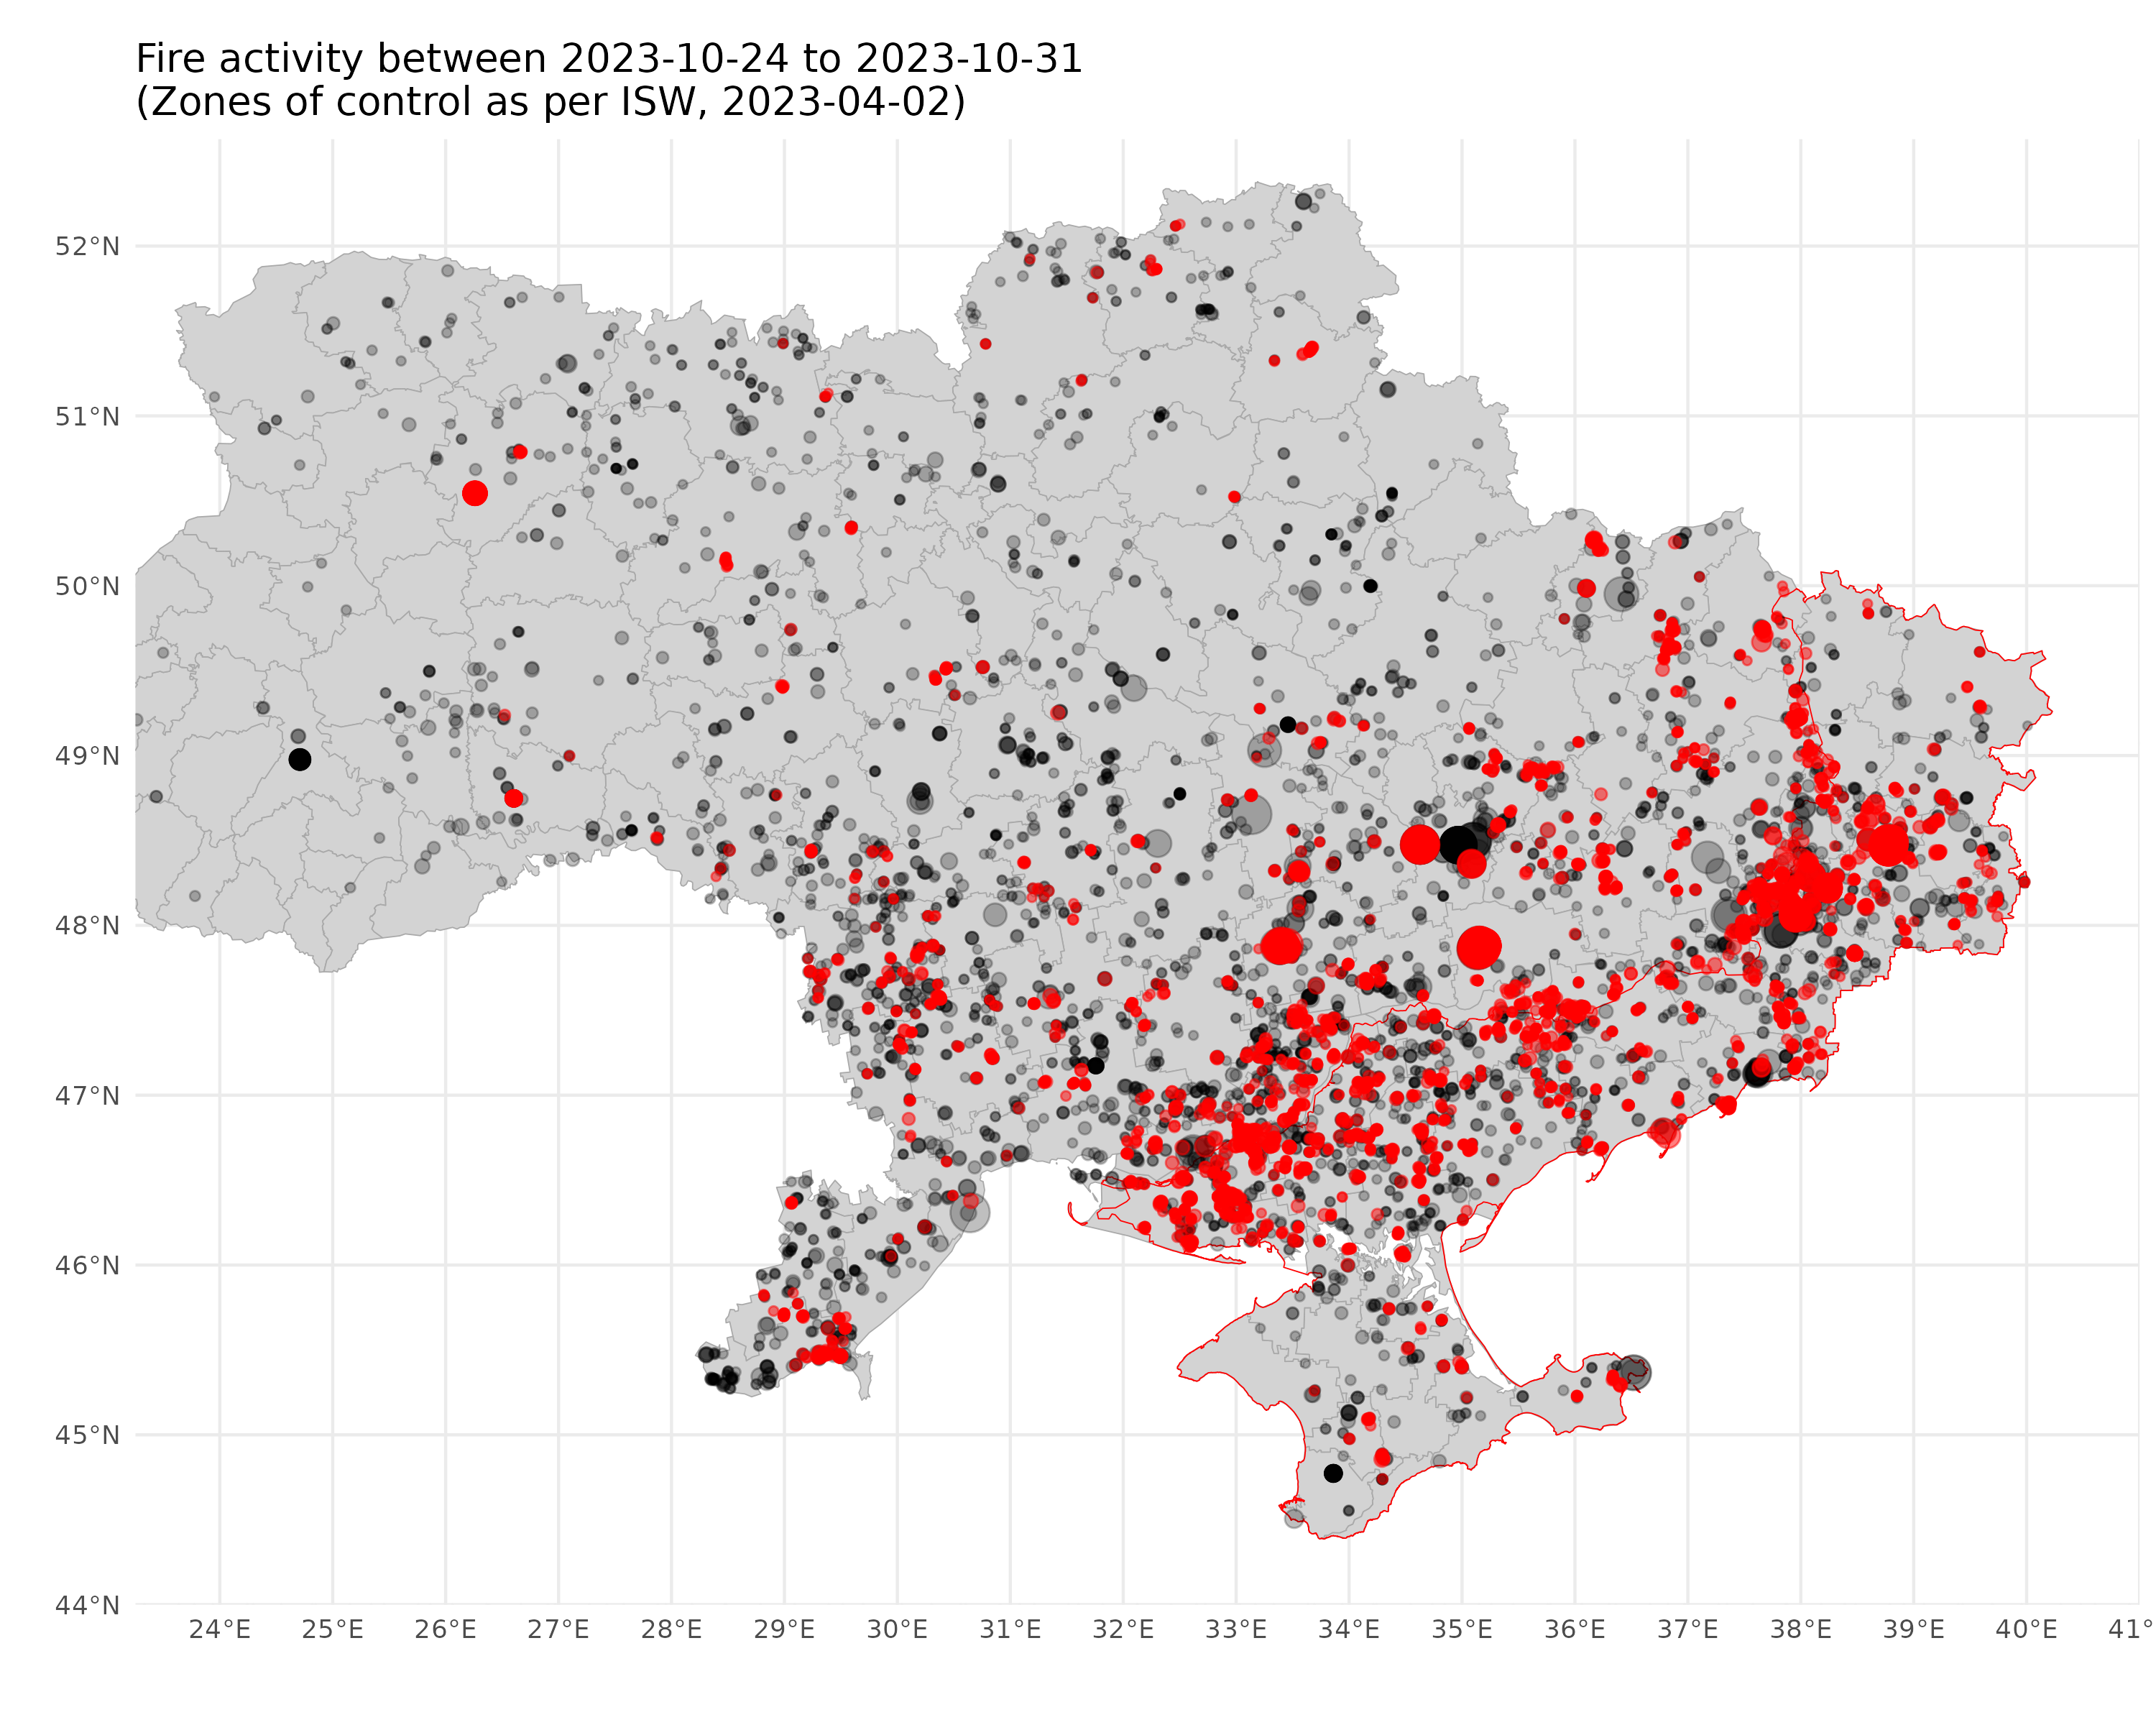 Fire activity between 2023-10-24 to 2023-10-31
(Zones of control as per ISW, 2023-04-02)
52°N
51°N
50°N
49°N
48°N
47°N
46°N
45°N
44°N
24°E 25°E 26°E 27°E 28°E 29°E 30°E 31°E 32°E 33°E 34°E 35°E 36°E 37°E 38°E 39°E 40°E 41°